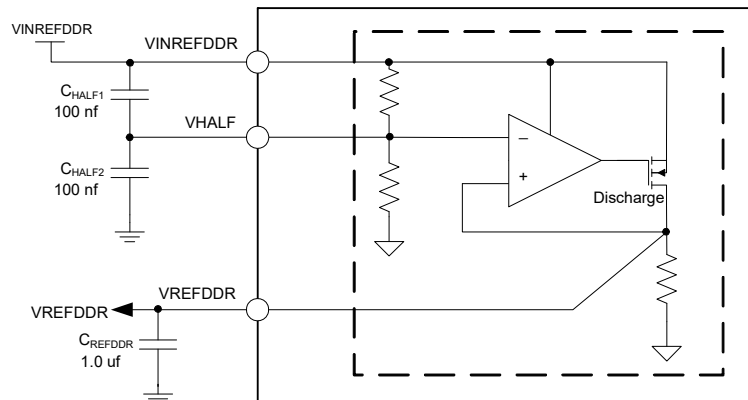 VINREFDDR
VINREFDDR
CHALF1
100 nf
VHALF
CHALF2
100 nf
−
+
Discharge
VREFDDR
VREFDDR
CREFDDR
1.0 uf